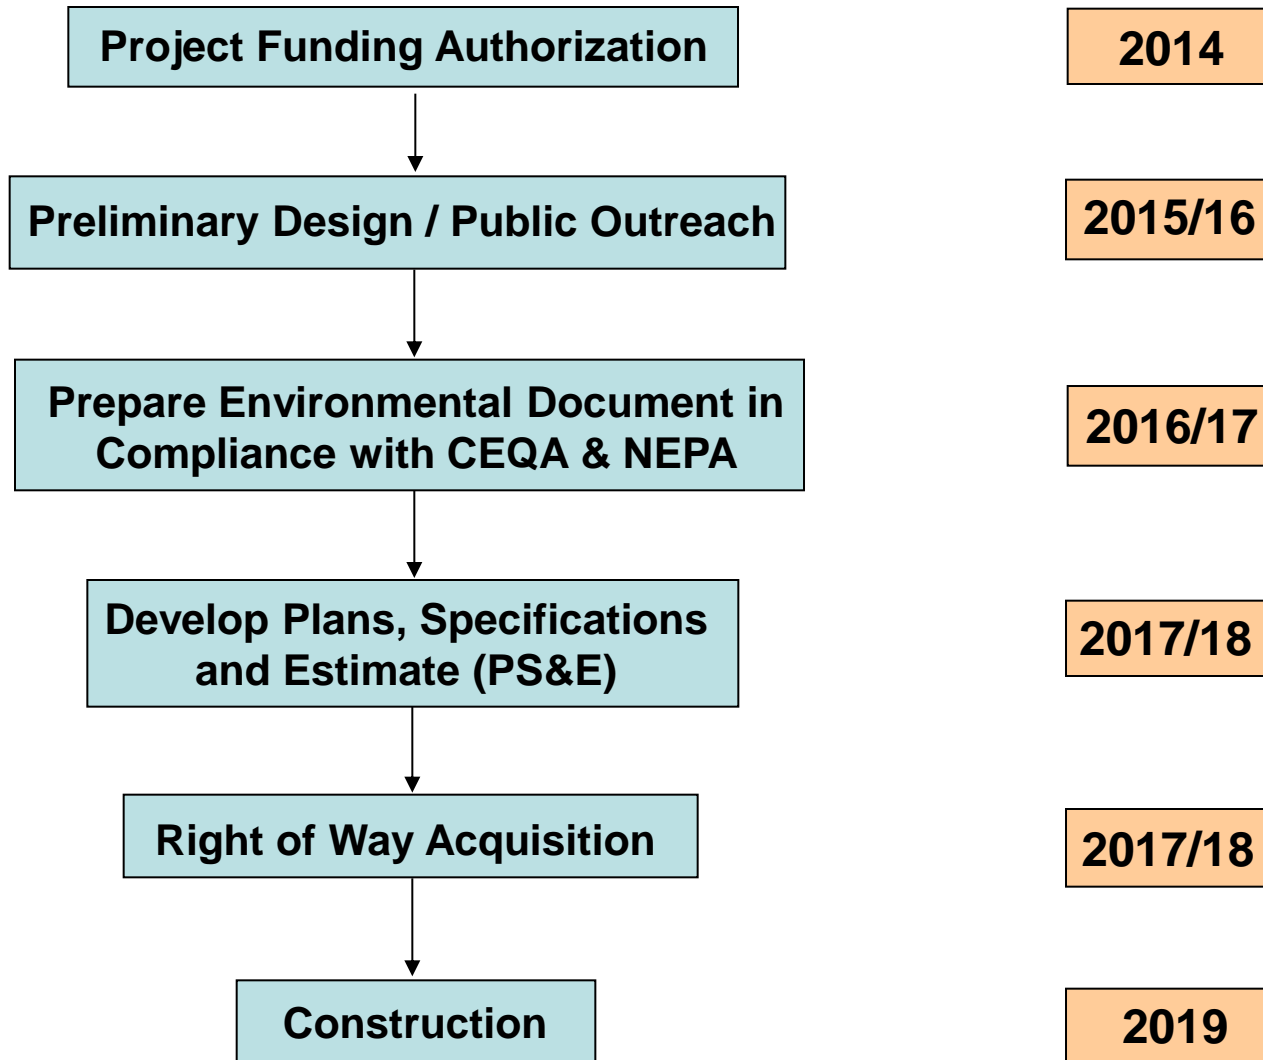 Project Funding Authorization
2014
Preliminary Design / Public Outreach
2015/16
Prepare Environmental Document in
Compliance with CEQA & NEPA
2016/17
Develop Plans, Specifications
and Estimate (PS&E)
2017/18
Right of Way Acquisition
2017/18
Construction
2019